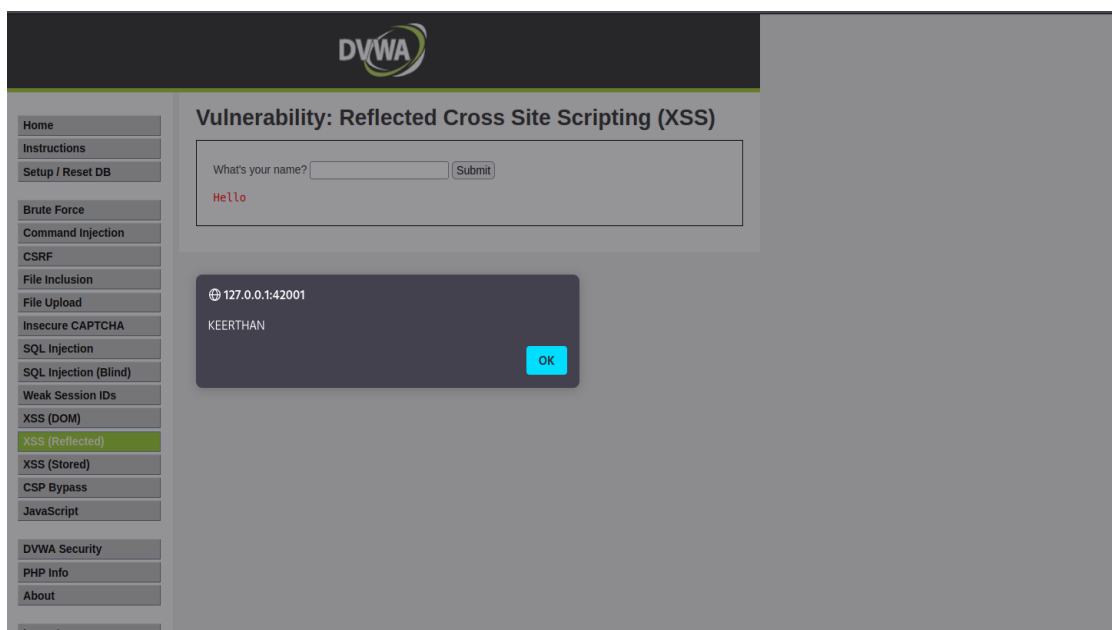 DVWA
Vulnerability: Reflected Cross Site Scripting (XSS)
Home
Instructions
Setup / Reset DB
Brute Force
Command Injection
CSRF
File Inclusion
File Upload
Insecure CAPTCHA
SQL Injection
SQL Injection (Blind)
Weak Session IDs
XSS (DOM)
XSS (Reflected)
XSS (Stored)
CSP Bypass
JavaScript
DVWA Security
PHP Info
About
What's your name? Submit
Hello
127.0.0.1:42001
KEERTHAN
OK